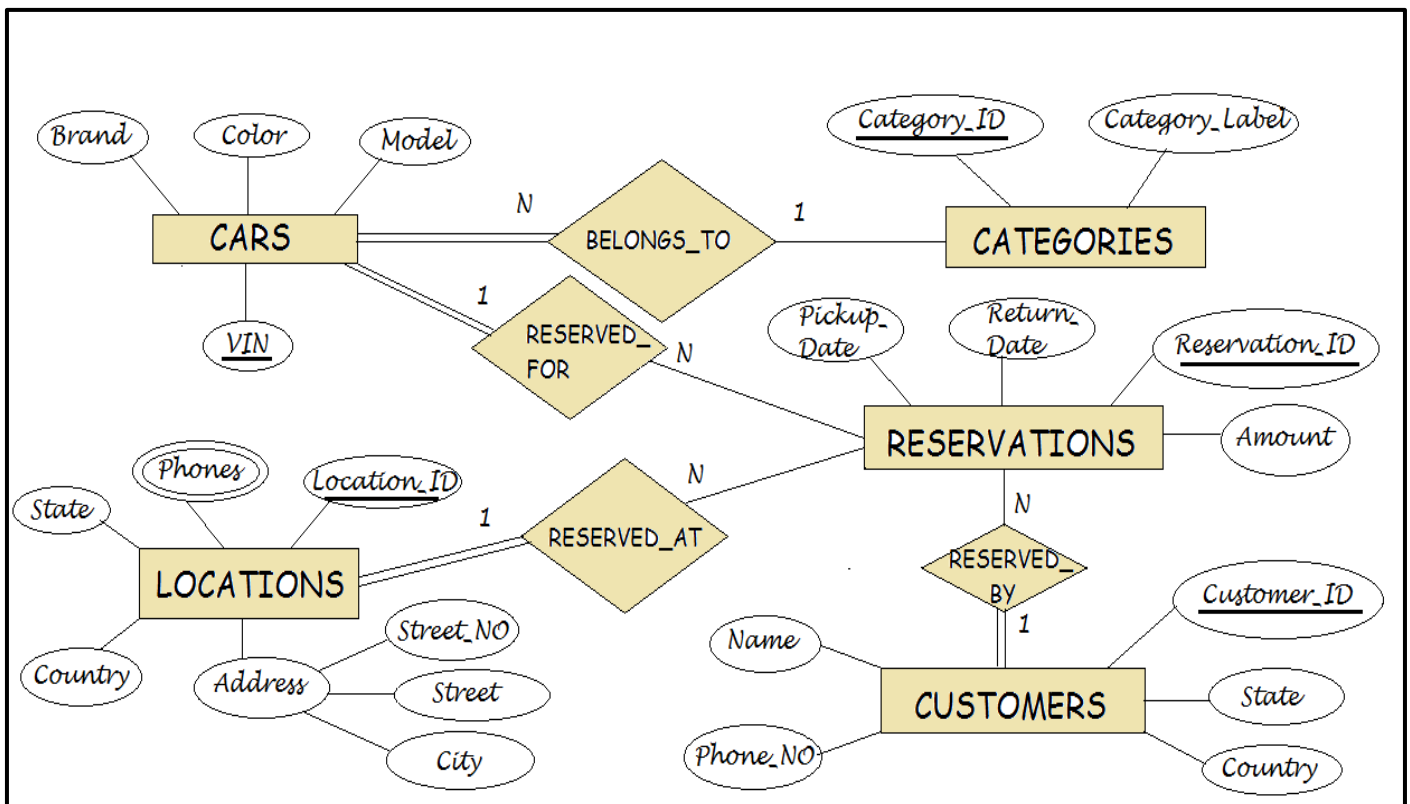 Brand
Color
Model
CARS
VIN
N
BELONGS_TO
1
Category_ID
Category_Label
CATEGORIES
1
RESERVED_
FOR
N
Pickup_
Date
Return_
Date
Reservation_ID
RESERVATIONS
Amount
Phones
Location_ID
State
LOCATIONS
Country
Address
Street_NO
Street
City
1
RESERVED_AT
N
N
RESERVED_
BY
1
Customer_ID
Name
CUSTOMERS
State
Phone_NO
Country